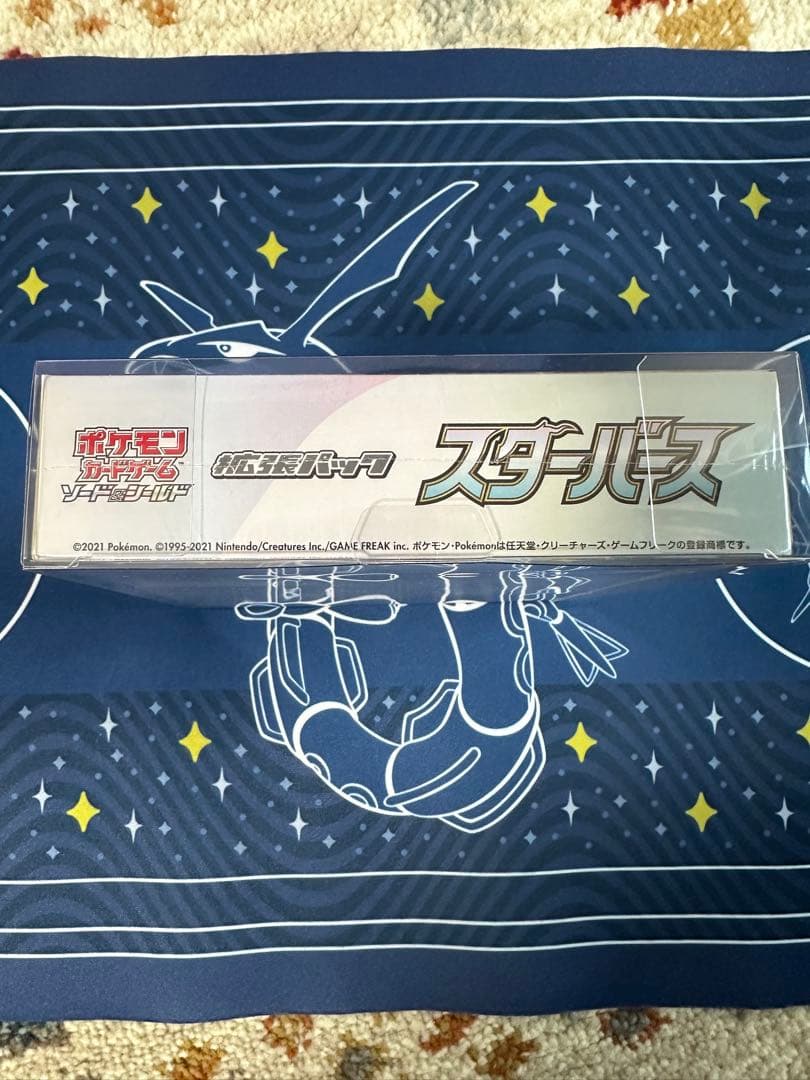 ポケモン
カードゲーム
ソード&シールド
拡張パック
スターバース
©2021 Pokémon. ©1995-2021 Nintendo/Creatures Inc./GAME FREAK inc. ポケモン・Pokémonは任天堂・クリーチャーズ・ゲームフリークの登録商標です。